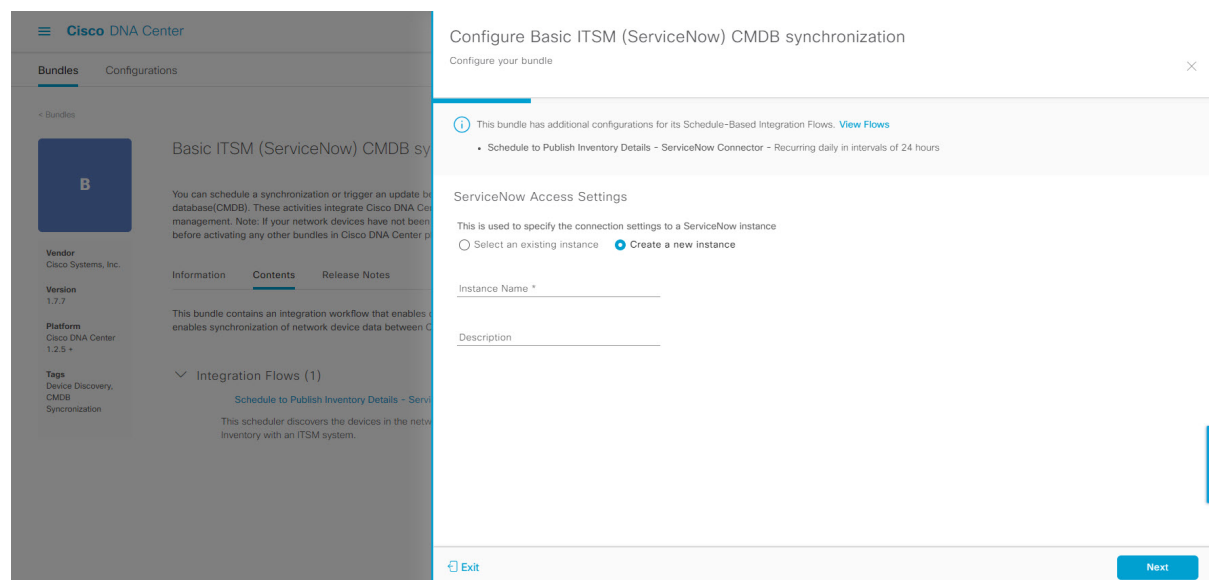 Cisco DNA Center
Bundles Configurations
< Bundles
B
Vendor
Cisco Systems, Inc.
Version
1.7.7
Platform
Cisco DNA Center
1.2.5 +
Tags
Device Discovery,
CMDB
Syncronization
Basic ITSM (ServiceNow) CMDB sy
You can schedule a synchronization or trigger an update be
database(CMDB). These activities integrate Cisco DNA Cen
management. Note: If your network devices have not been
before activating any other bundles in Cisco DNA Center p
Information Contents Release Notes
This bundle contains an integration workflow that enables
enables synchronization of network device data between C
Integration Flows (1)
Schedule to Publish Inventory Details - Servi
This scheduler discovers the devices in the netw
Inventory with an ITSM system.
Configure Basic ITSM (ServiceNow) CMDB synchronization
Configure your bundle
This bundle has additional configurations for its Schedule-Based Integration Flows. View Flows
• Schedule to Publish Inventory Details - ServiceNow Connector - Recurring daily in intervals of 24 hours
ServiceNow Access Settings
This is used to specify the connection settings to a ServiceNow instance
Select an existing instance Create a new instance
Instance Name *
Description
Exit
Next